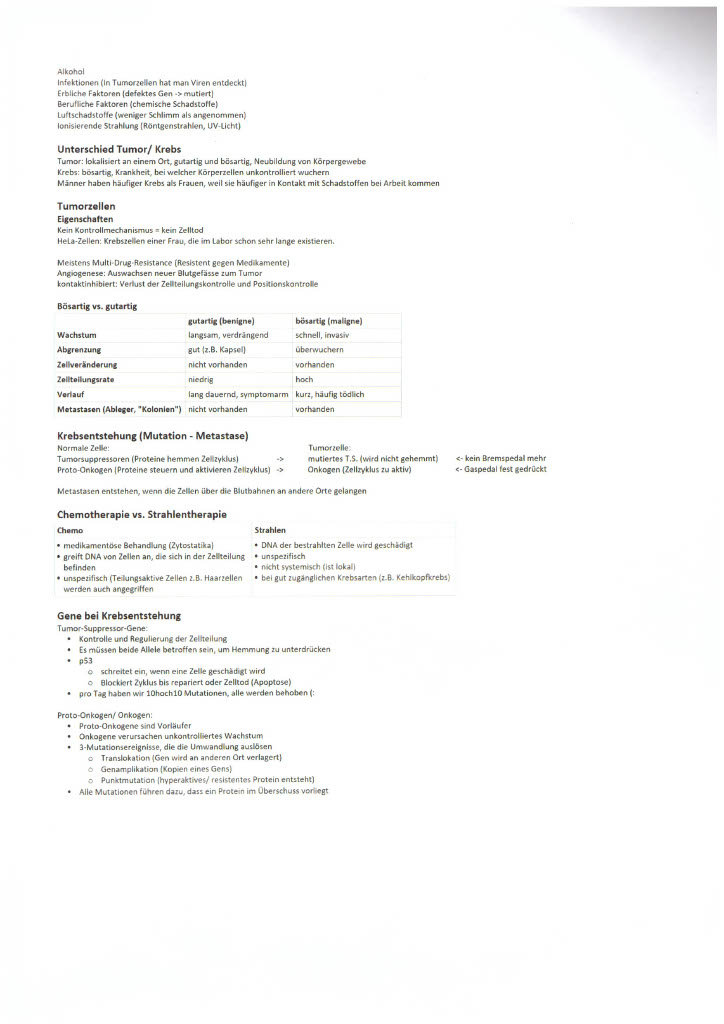 Alkohol
Infektionen (In Tumorzellen hat man Viren entdeckt)
Erbliche Faktoren (defektes Gen -> mutiert)
Berufliche Faktoren (chemische Schadstoffe)
Luftschadstoffe (weniger Schlimm als angenommen)
Ionisierende Strahlung (Röntgenstrahlen, UV-Licht)
Unterschied Tumor/ Krebs
Tumor: lokalisiert an einem Ort, gutartig und bösartig, Neubildung von Körpergewebe
Krebs: bösartig, Krankheit, bei welcher Körperzellen unkontrolliert wuchern
Männer haben häufiger Krebs als Frauen, weil sie häufiger in Kontakt mit Schadstoffen bei Arbeit kommen
Tumorzellen
Eigenschaften
Kein Kontrollmechanismus = kein Zelltod
HeLa-Zellen: Krebszellen einer Frau, die im Labor schon sehr lange existieren.
Meistens Multi-Drug-Resistance (Resistent gegen Medikamente)
Angiogenese: Auswachsen neuer Blutgefässe zum Tumor
kontaktinhibiert: Verlust der Zellteilungskontrolle und Positionskontrolle
Bösartig vs. gutartig
gutartig (benigne) bösartig (maligne)
Wachstum langsam, verdrängend schnell, invasiv
Abgrenzung gut (z.B. Kapsel) überwuchern
Zellveränderung nicht vorhanden vorhanden
Zellteilungsrate niedrig hoch
Verlauf lang dauernd, symptomarm kurz, häufig tödlich
Metastasen (Ableger, "Kolonien") nicht vorhanden vorhanden
Krebsentstehung (Mutation - Metastase)
Normale Zelle: Tumorzelle:
Tumorsuppressoren (Proteine hemmen Zellzyklus) -> mutiertes T.S. (wird nicht gehemmt) <- kein Bremspedal mehr
Proto-Onkogen (Proteine steuern und aktivieren Zellzyklus) -> Onkogen (Zellzyklus zu aktiv) <- Gaspedal fest gedrückt
Metastasen entstehen, wenn die Zellen über die Blutbahnen an andere Orte gelangen
Chemotherapie vs. Strahlentherapie
Chemo Strahlen
• medikamentöse Behandlung (Zytostatika)
• greift DNA von Zellen an, die sich in der Zellteilung
befinden
• unspezifisch (Teilungsaktive Zellen z.B. Haarzellen
werden auch angegriffen
• DNA der bestrahlten Zelle wird geschädigt
• unspezifisch
• nicht systemisch (ist lokal)
• bei gut zugänglichen Krebsarten (z.B. Kehlkopfkrebs)
Gene bei Krebsentstehung
Tumor-Suppressor-Gene:
• Kontrolle und Regulierung der Zellteilung
• Es müssen beide Allele betroffen sein, um Hemmung zu unterdrücken
• p53
o schreitet ein, wenn eine Zelle geschädigt wird
o Blockiert Zyklus bis repariert oder Zelltod (Apoptose)
• pro Tag haben wir 10hoch10 Mutationen, alle werden behoben (:
Proto-Onkogen/ Onkogen:
• Proto-Onkogene sind Vorläufer
• Onkogene verursachen unkontrolliertes Wachstum
• 3-Mutationsereignisse, die die Umwandlung auslösen
o Translokation (Gen wird an anderen Ort verlagert)
o Genamplikation (Kopien eines Gens)
o Punktmutation (hyperaktives/ resistentes Protein entsteht)
• Alle Mutationen führen dazu, dass ein Protein im Überschuss vorliegt